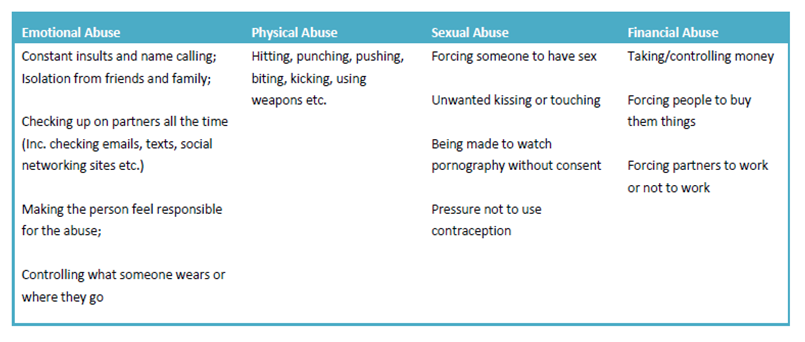 Emotional Abuse
Constant insults and name calling;
Isolation from friends and family;
Checking up on partners all the time
(Inc. checking emails, texts, social
networking sites etc.)
Making the person feel responsible
for the abuse;
Controlling what someone wears or
where they go
Physical Abuse
Hitting, punching, pushing,
biting, kicking, using
weapons etc.
Sexual Abuse
Forcing someone to have sex
Unwanted kissing or touching
Being made to watch
pornography without consent
Pressure not to use
contraception
Financial Abuse
Taking/controlling money
Forcing people to buy
them things
Forcing partners to work
or not to work